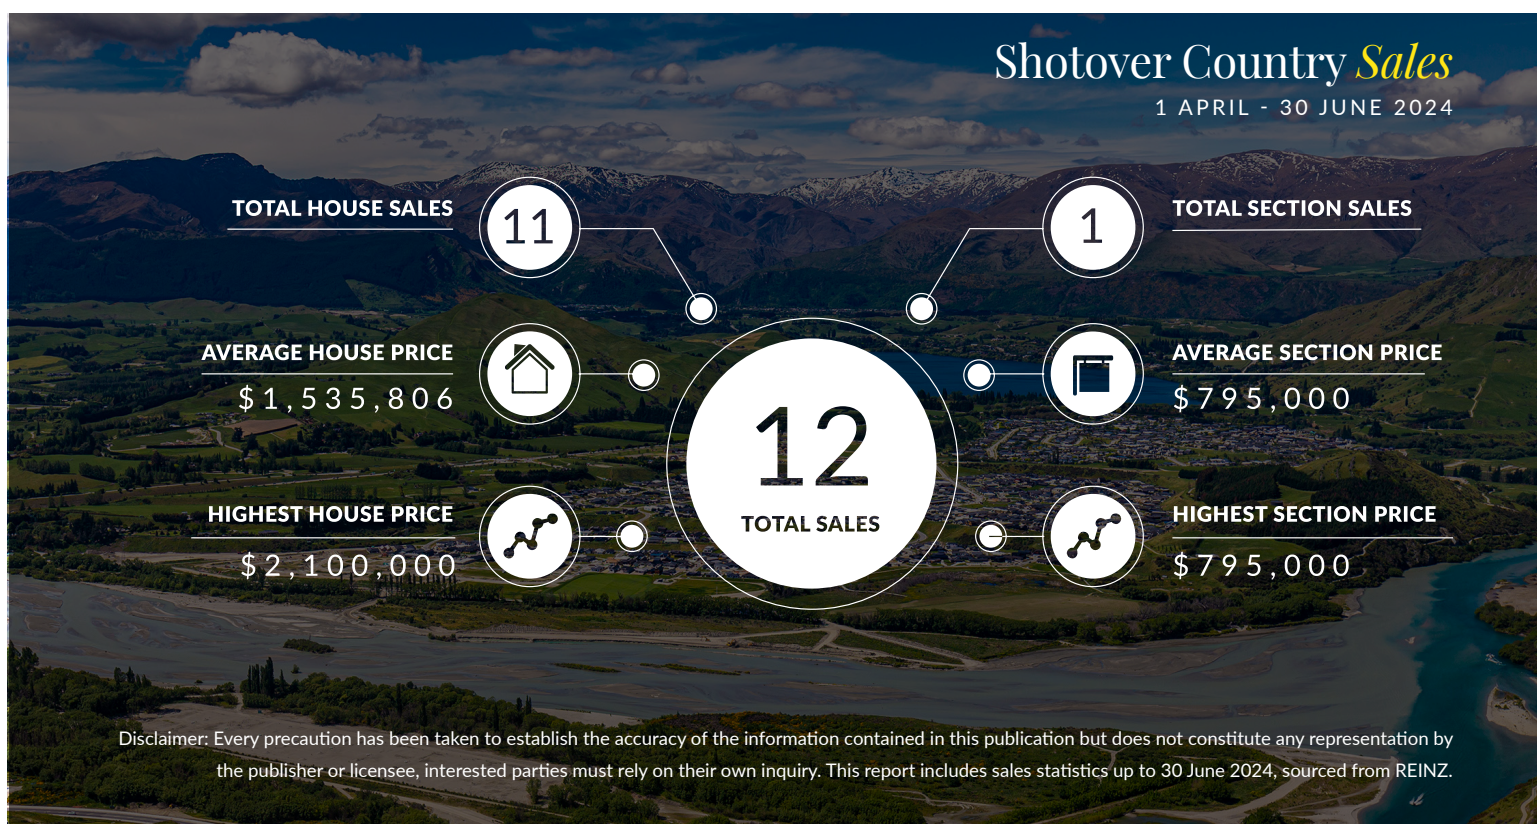 Shotover Country Sales
1 APRIL - 30 JUNE 2024
TOTAL HOUSE SALES
11
1
TOTAL SECTION SALES
AVERAGE HOUSE PRICE
$1,535,806
AVERAGE SECTION PRICE
$795,000
12
TOTAL SALES
HIGHEST HOUSE PRICE
$2,100,000
HIGHEST SECTION PRICE
$795,000
Disclaimer: Every precaution has been taken to establish the accuracy of the information contained in this publication but does not constitute any representation by
the publisher or licensee, interested parties must rely on their own inquiry. This report includes sales statistics up to 30 June 2024, sourced from REINZ.